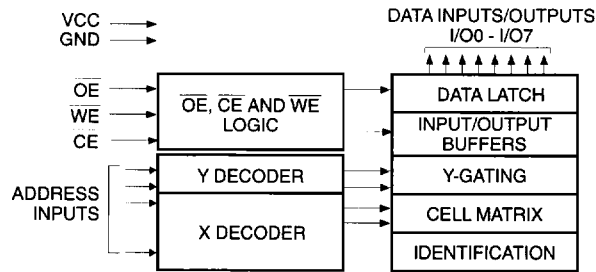 VCC
GND
DATA INPUTS/OUTPUTS
I/O0 - I/O7
OE
WE
CE
OE, CE AND WE
LOGIC
DATA LATCH
INPUT/OUTPUT
BUFFERS
ADDRESS
INPUTS
Y DECODER
X DECODER
Y-GATING
CELL MATRIX
IDENTIFICATION